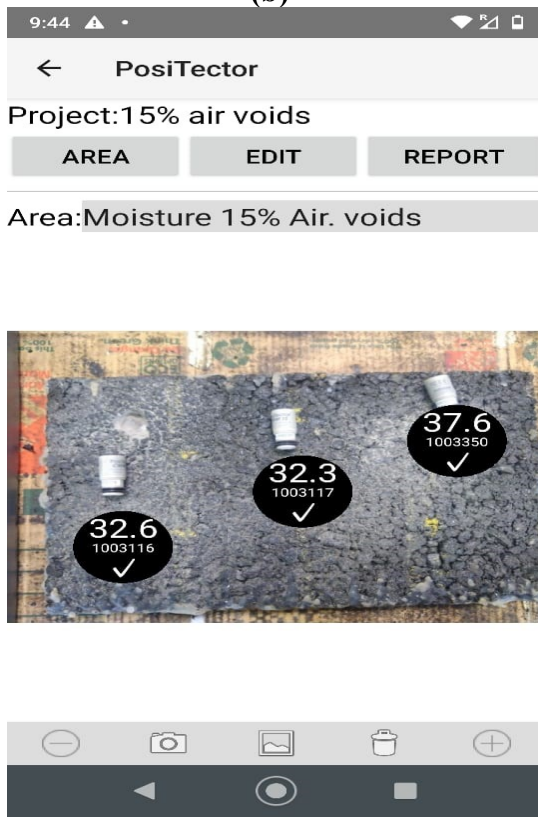 (b)
9:44
R
PosiTector
Project:15% air voids
AREA EDIT REPORT
Area:Moisture 15% Air. voids
37.6
1003350
32.3
1003117
32.6
1003116